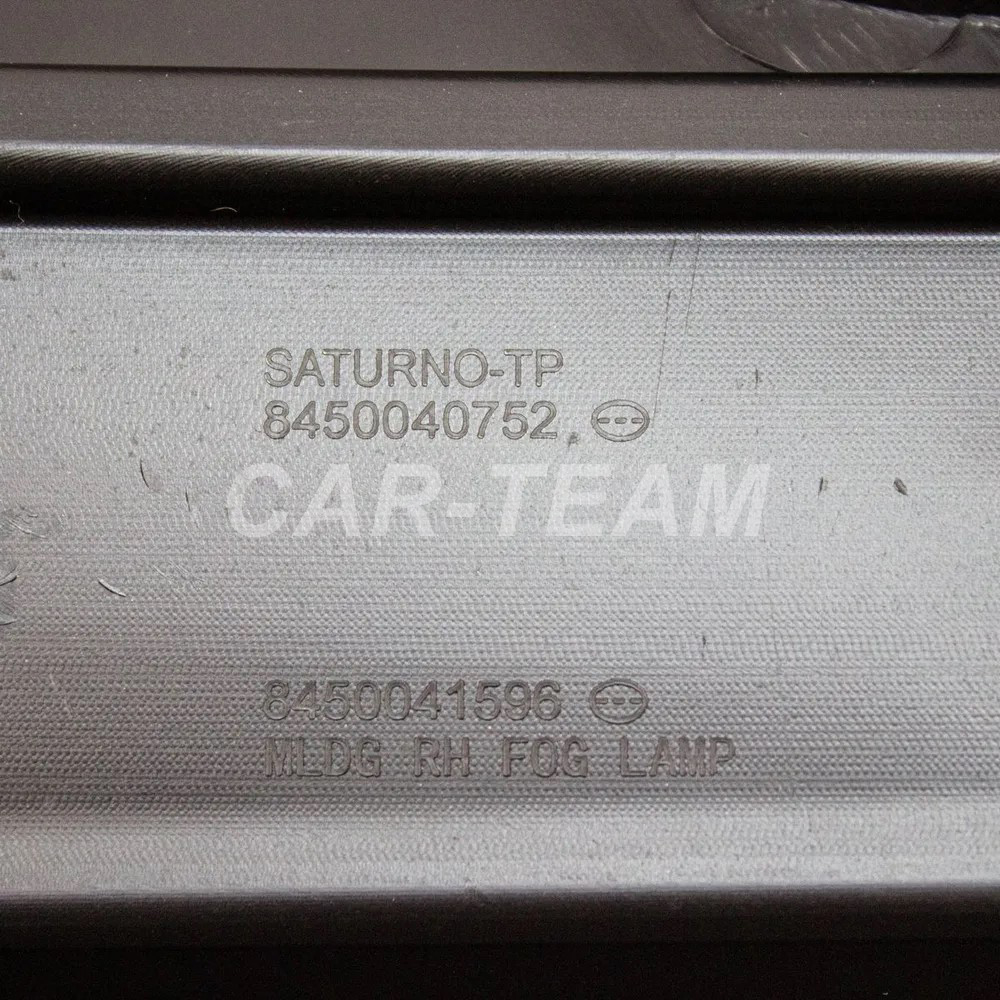 SATURNO-TP
8450040752
CAR-TEAM
8450041596
MLDG RH FOG LAMP